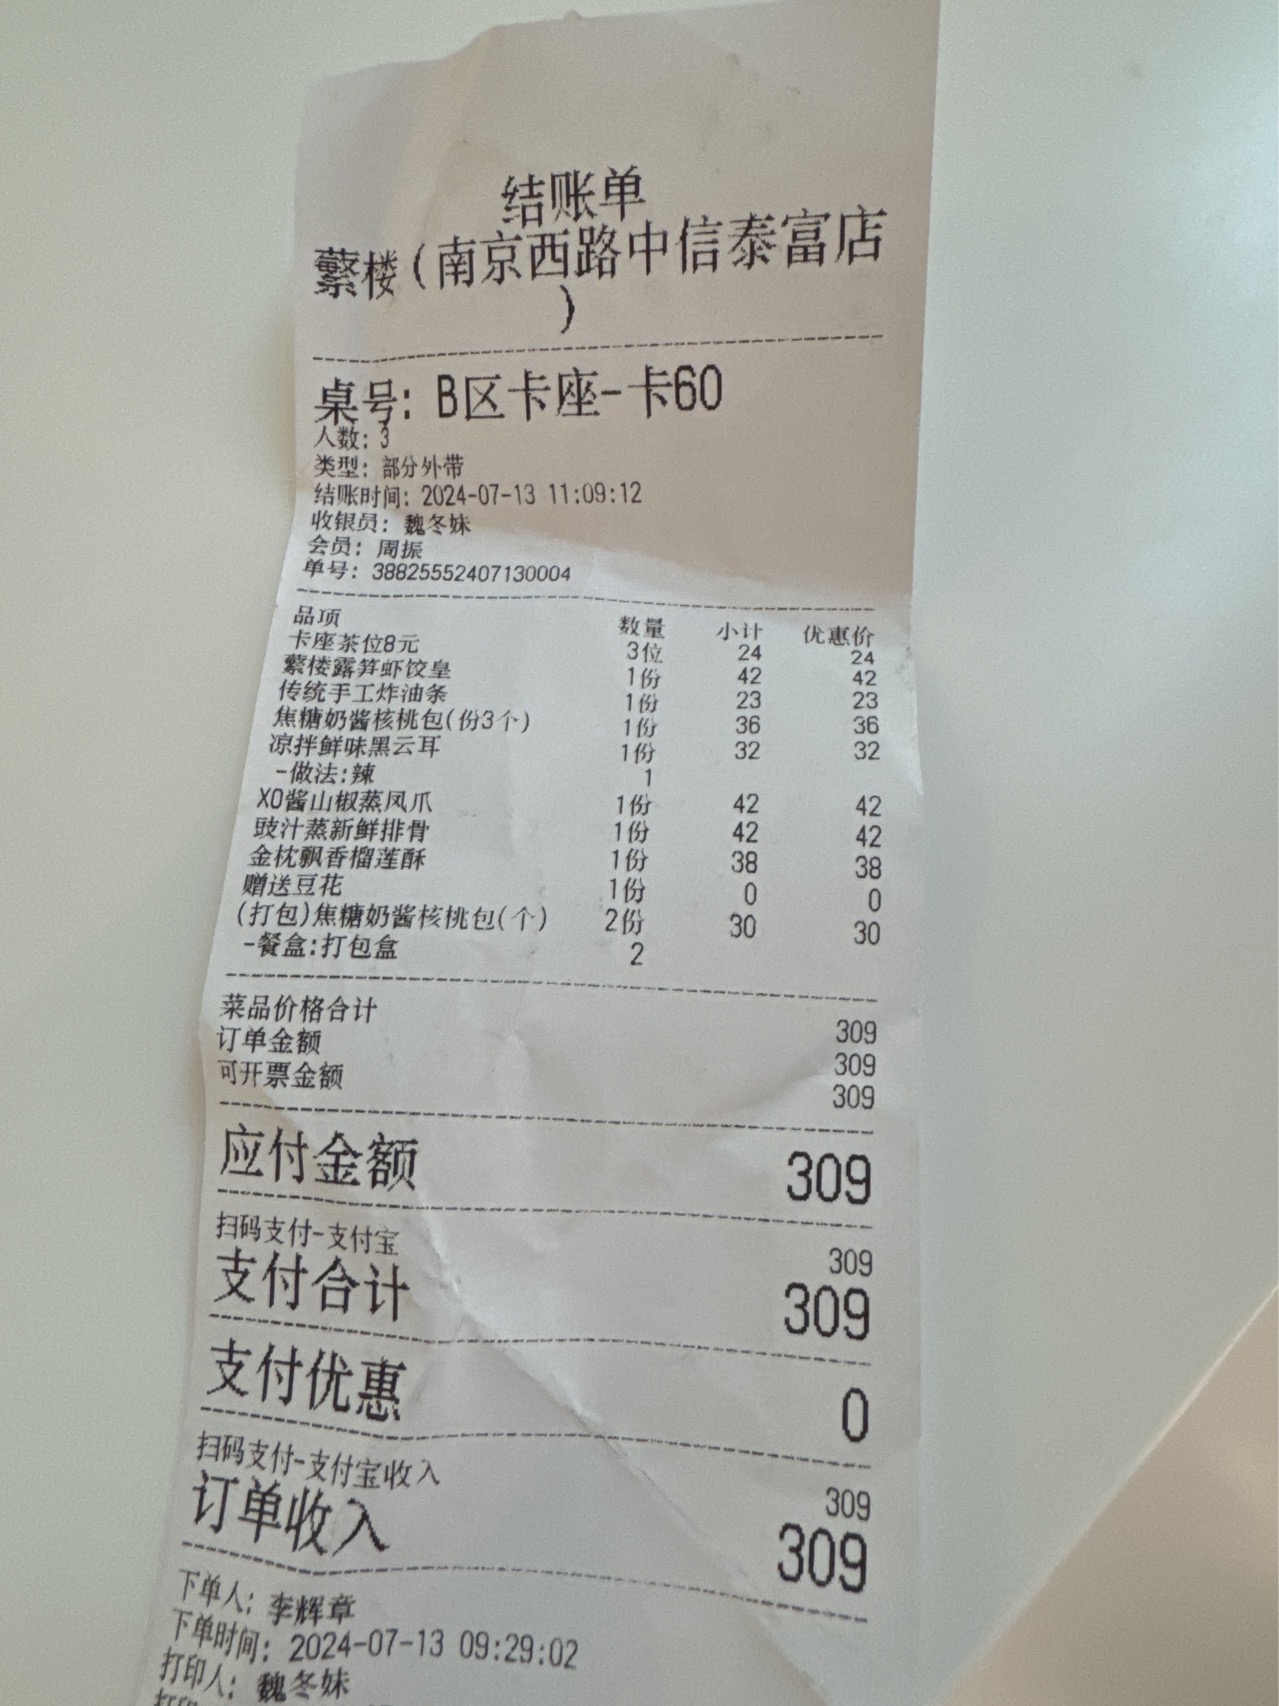 结账单
蘩楼(南京西路中信泰富店
)
桌号: B区卡座-卡60
人数: 3
类型: 部分外带
结账时间: 2024-07-13 11:09:12
收银员: 魏冬妹
会员: 周振
单号: 38825552407130004
品项 数量 小计 优惠价
卡座茶位8元 3位 24 24
蘩楼露笋虾饺皇 1份 42 42
传统手工炸油条 1份 23 23
焦糖奶酱核桃包(份3个) 1份 36 36
凉拌鲜味黑云耳 1份 32 32
-做法:辣 1
XO酱山椒蒸凤爪 1份 42 42
豉汁蒸新鲜排骨 1份 42 42
金枕飘香榴莲酥 1份 38 38
赠送豆花 1份 0 0
(打包)焦糖奶酱核桃包(个) 2份 30 30
-餐盒:打包盒 2
菜品价格合计 309
订单金额 309
可开票金额 309
应付金额 309
扫码支付-支付宝 309
支付合计 309
支付优惠 0
扫码支付-支付宝收入 309
订单收入 309
下单人: 李辉章
下单时间: 2024-07-13 09:29:02
打印人: 魏冬妹